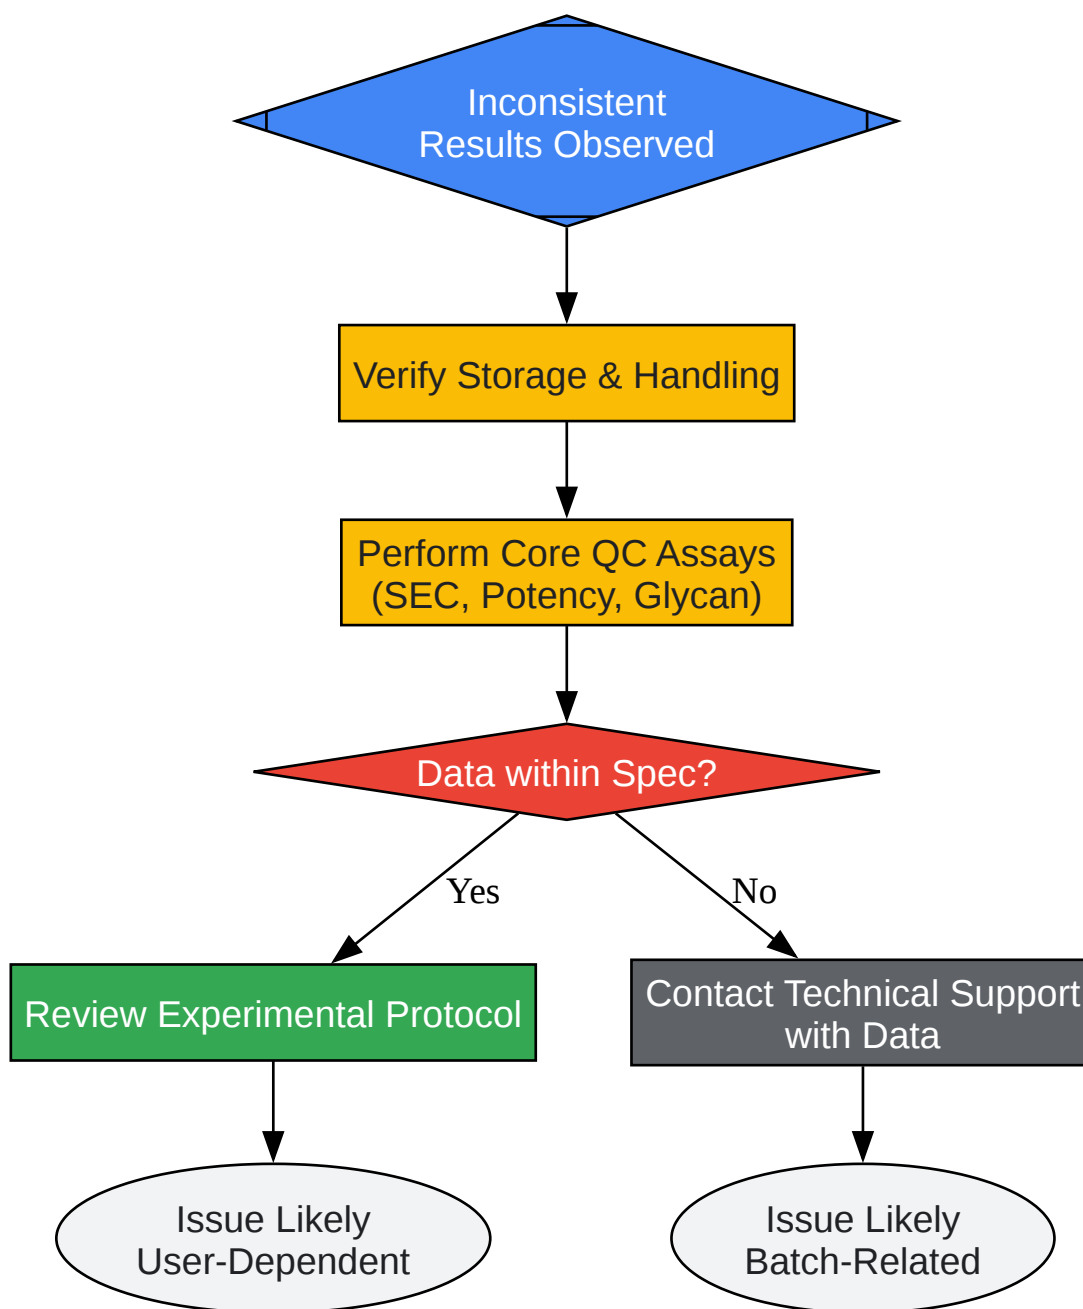 Inconsistent
Results Observed
Verify Storage & Handling
Perform Core QC Assays
(SEC, Potency, Glycan)
Data within Spec?
Yes
No
Review Experimental Protocol
Contact Technical Support
with Data
Issue Likely
User-Dependent
Issue Likely
Batch-Related